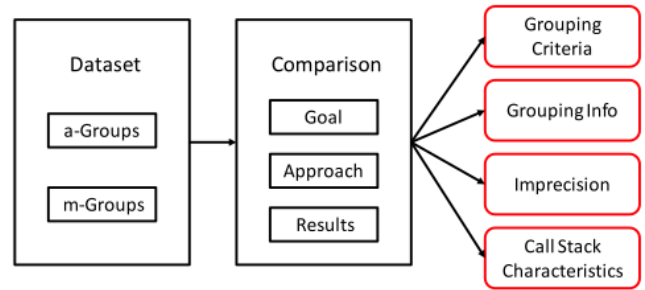 Dataset
a-Groups
m-Groups
Comparison
Goal
Approach
Results
Grouping
Criteria
Grouping Info
Imprecision
Call Stack
Characteristics